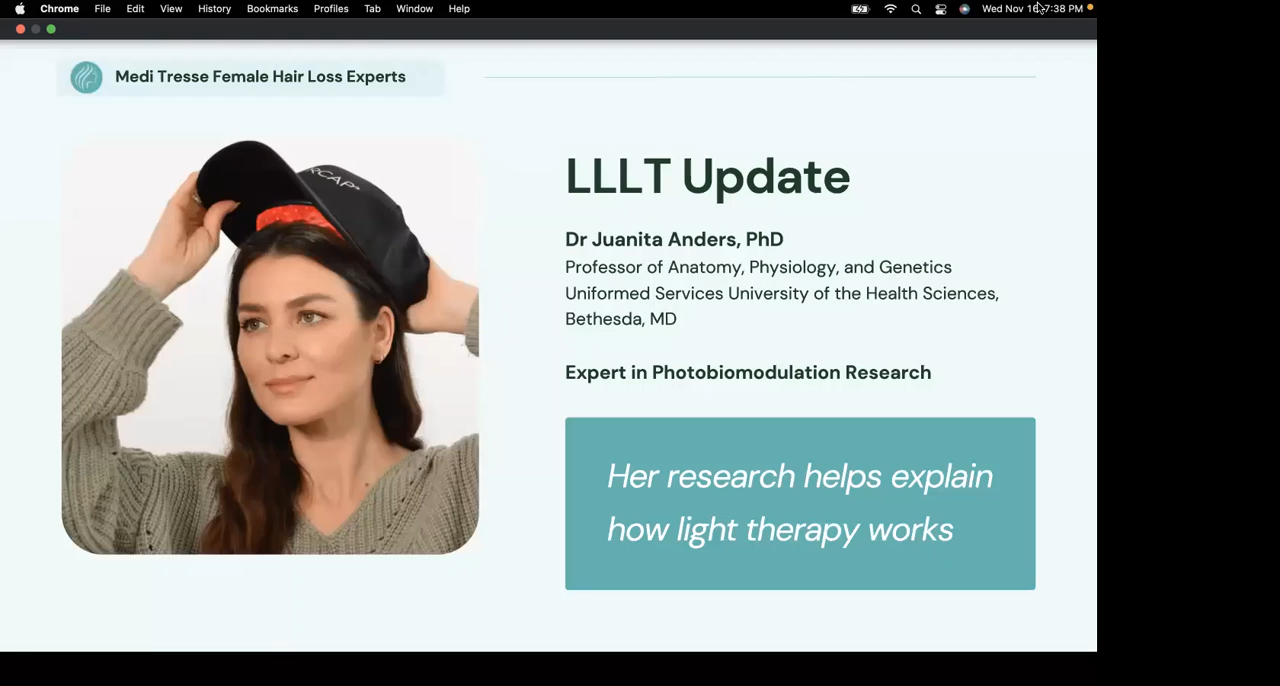 Chrome File Edit View History Bookmarks Profiles Tab Window Help Wed Nov 16 7:38 PM
Medi Tresse Female Hair Loss Experts
RCAP
LLLT Update
Dr Juanita Anders, PhD
Professor of Anatomy, Physiology, and Genetics
Uniformed Services University of the Health Sciences,
Bethesda, MD
Expert in Photobiomodulation Research
Her research helps explain
how light therapy works